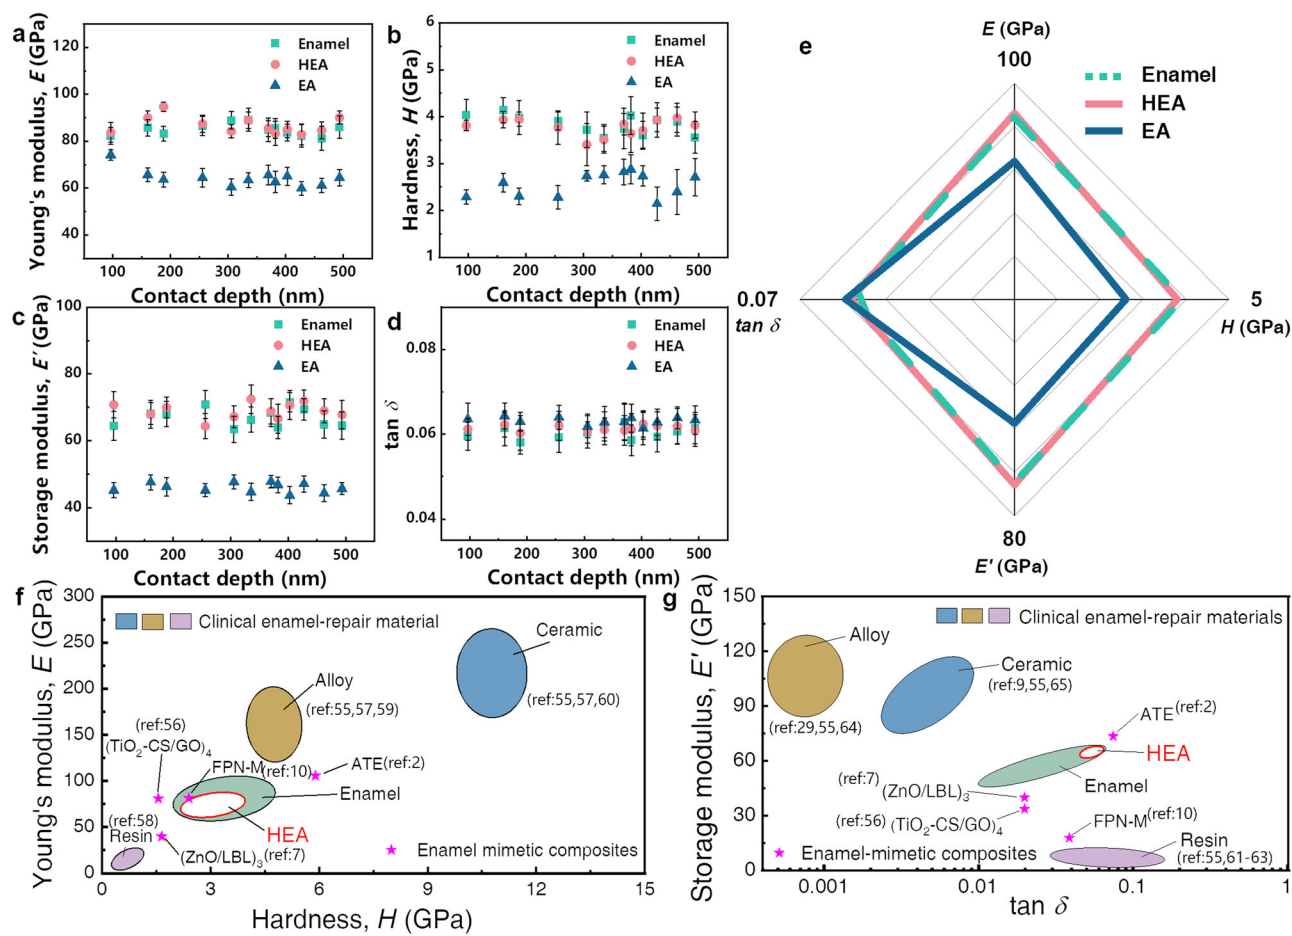 a
Young's modulus, E (GPa)
120
100
80
60
40
Enamel
HEA
EA
100 200 300 400 500
Contact depth (nm)
b
Hardness, H (GPa)
6
5
4
3
2
1
Enamel
HEA
EA
100 200 300 400 500
Contact depth (nm)
c
Storage modulus, E′ (GPa)
100
80
60
40
Enamel
HEA
EA
100 200 300 400 500
Contact depth (nm)
d
tan δ
0.08
0.06
0.04
Enamel
HEA
EA
100 200 300 400 500
Contact depth (nm)
e
E (GPa)
100
Enamel
HEA
EA
0.07
tan δ
5
H (GPa)
80
E' (GPa)
f
Young's modulus, E (GPa)
300
250
200
150
100
50
25
0
Clinical enamel-repair material
Ceramic
(ref:55,57,60)
Alloy
(ref:55,57,59)
(ref:56)
(TiO2-CS/GO)4
FPN-M(ref:10)
ATE(ref:2)
Enamel
HEA
(ref:58)
Resin
(ZnO/LBL)3(ref:7)
Enamel mimetic composites
0 3 6 9 12 15
Hardness, H (GPa)
g
Storage modulus, E' (GPa)
150
120
90
60
30
0
Clinical enamel-repair materials
Alloy
(ref:29,55,64)
Ceramic
(ref:9,55,65)
ATE(ref:2)
HEA
Enamel
(ref:7)
(ZnO/LBL)3
(ref:56)
(TiO2-CS/GO)4
FPN-M(ref:10)
Resin
(ref:55,61-63)
Enamel-mimetic composites
0.001 0.01 0.1 1
tan δ